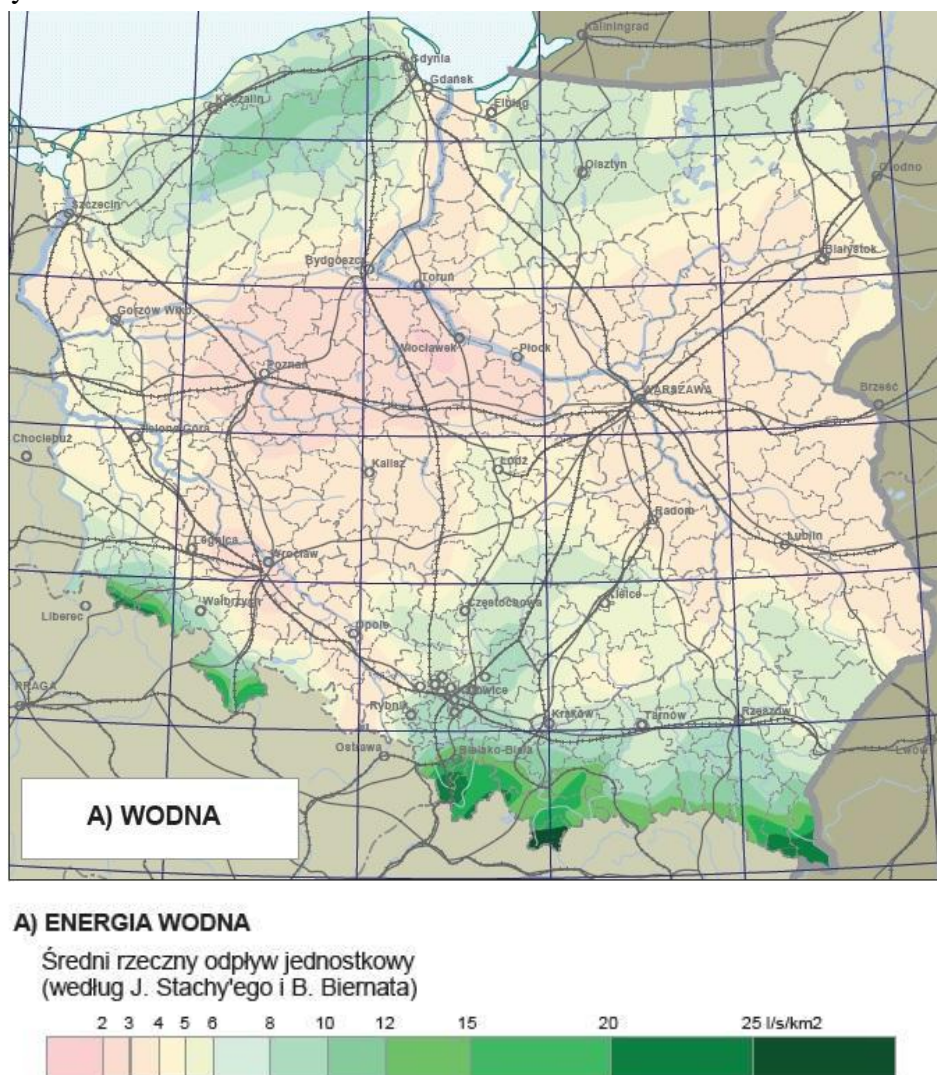 y
Kaliningrad
Gdynia
Gdańsk
Koszalin
Elbląg
Olsztyn
Grodno
Szczecin
Białystok
Bydgoszcz
Toruń
Gorzów Wlkp.
Włocławek
Płock
Poznań
WARSZAWA
Brześć
Zielona Góra
Chociebuż
Kalisz
Łódź
Radom
Legnica
Wrocław
Lublin
Kielce
Wałbrzych
Częstochowa
Liberec
Opole
PRAGA
Katowice
Rybnik
Kraków
Tarnów
Rzeszów
Ostrawa
Bielsko-Biała
Lwów
A) WODNA
A) ENERGIA WODNA
Średni rzeczny odpływ jednostkowy
(według J. Stachy'ego i B. Biernata)
2 3 4 5 6 8 10 12 15 20 25 l/s/km2